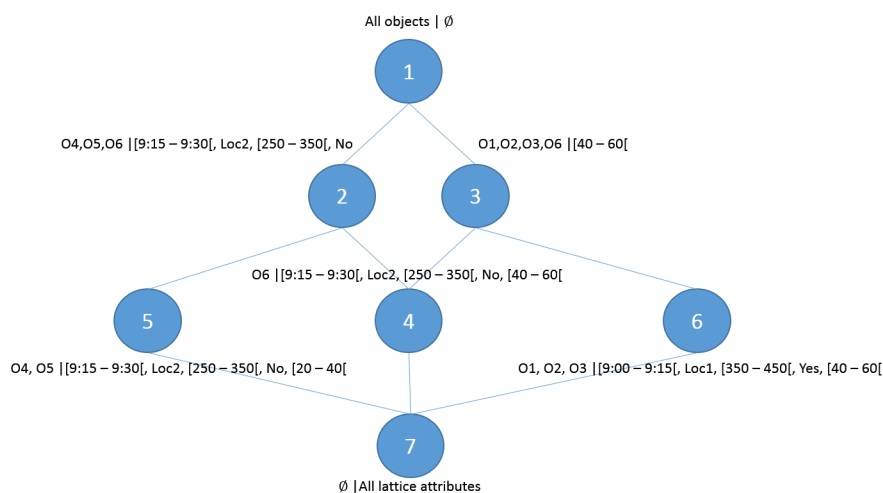 All objects | Ø
1
O4,O5,O6 |[9:15 – 9:30[, Loc2, [250 – 350[, No
O1,O2,O3,O6 |[40 – 60[
2
3
O6 |[9:15 – 9:30[, Loc2, [250 – 350[, No, [40 – 60[
5
4
6
O4, O5 |[9:15 – 9:30[, Loc2, [250 – 350[, No, [20 – 40[
O1, O2, O3 |[9:00 – 9:15[, Loc1, [350 – 450[, Yes, [40 – 60[
7
Ø |All lattice attributes